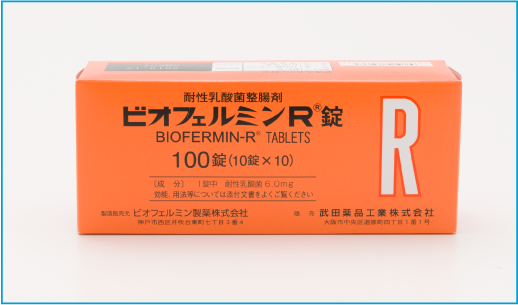 耐性乳酸菌整腸剤
ビオフェルミンR®錠
BIOFERMIN-R® TABLETS
100錠(10錠×10)
R
〔成 分〕 1錠中 耐性乳酸菌6.0mg
効能、用法等については添付文書をよくご覧ください
製造販売元 ビオフェルミン製薬株式会社
神戸市西区井吹台東町七丁目3番4
販 売 武田薬品工業株式会社
大阪市中央区道修町四丁目1番1号